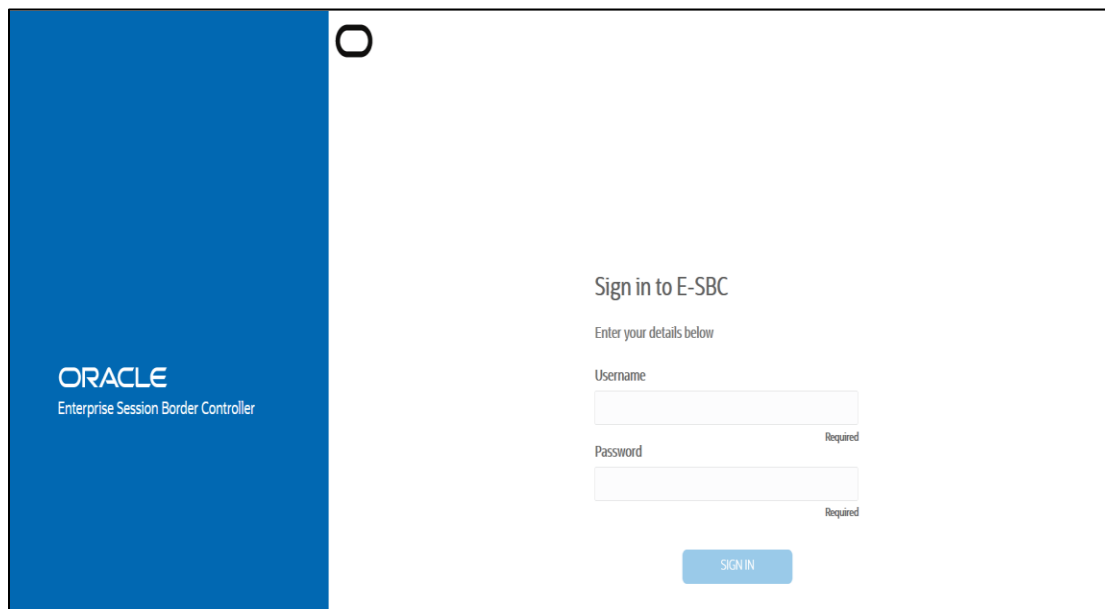 ORACLE
Enterprise Session Border Controller
Sign in to E-SBC
Enter your details below
Username
Required
Password
Required
SIGN IN